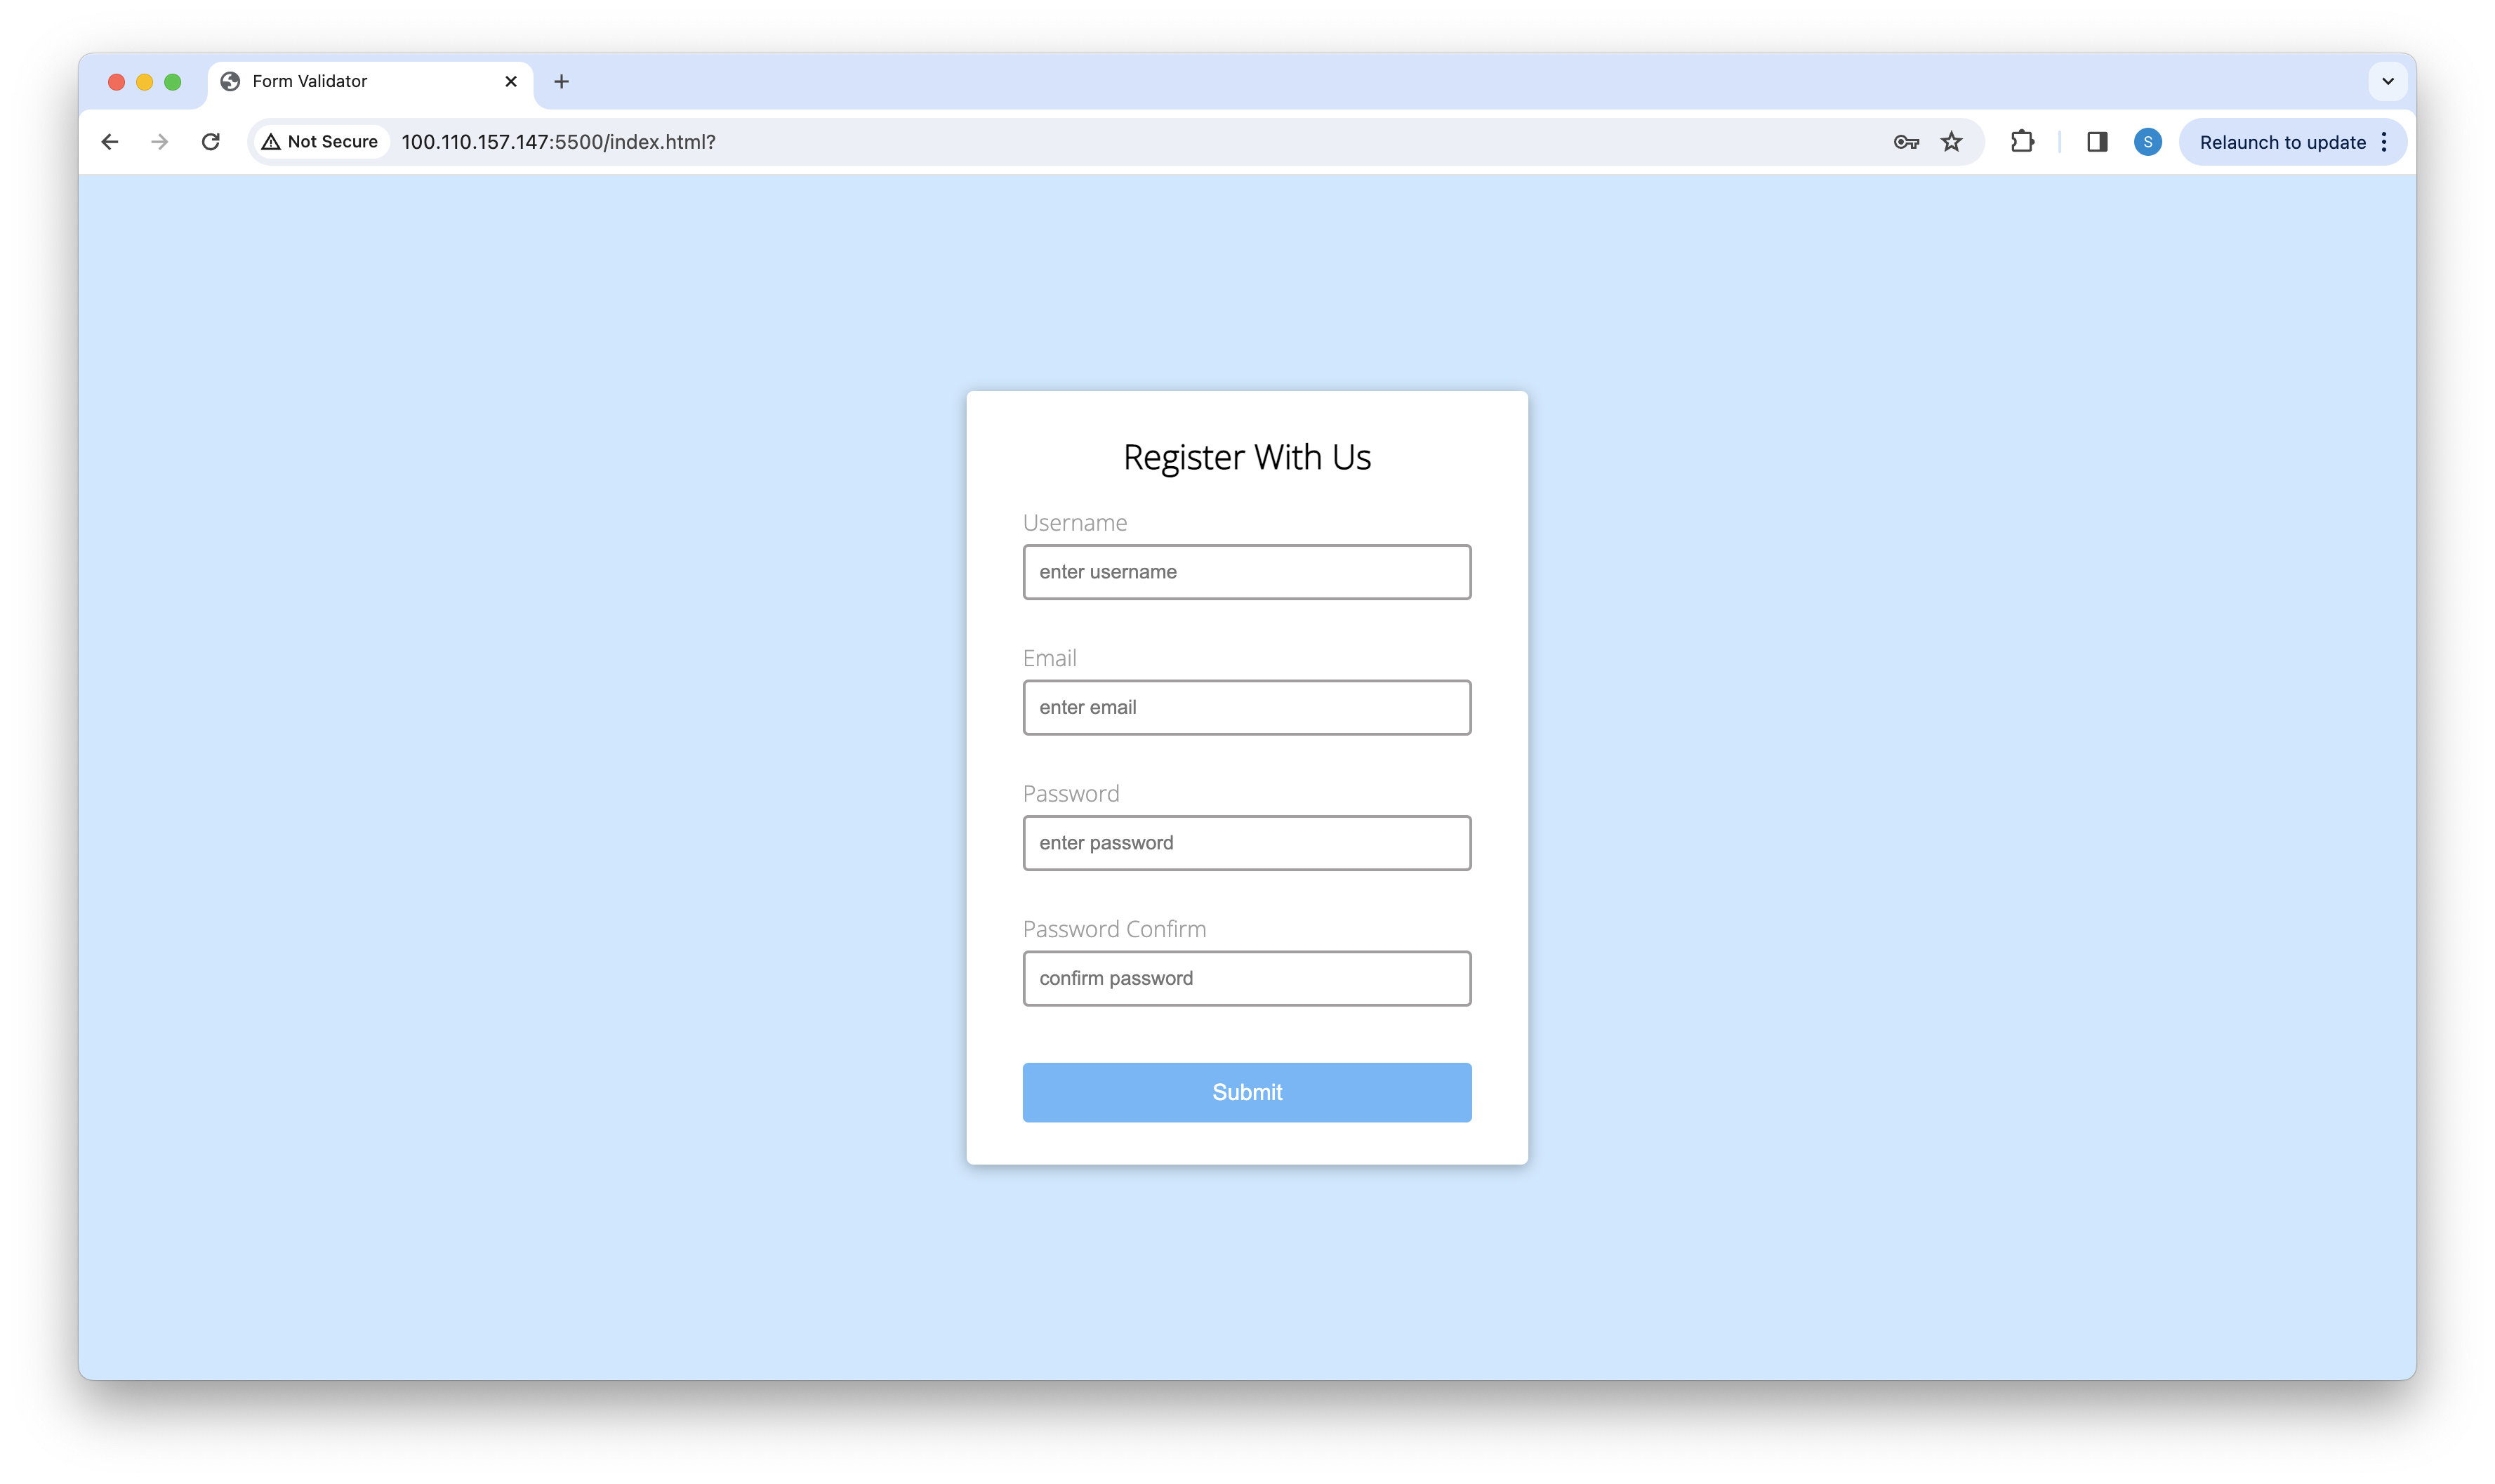 Form Validator
Not Secure 100.110.157.147:5500/index.html?
S
Relaunch to update
Register With Us
Username
enter username
Email
enter email
Password
enter password
Password Confirm
confirm password
Submit